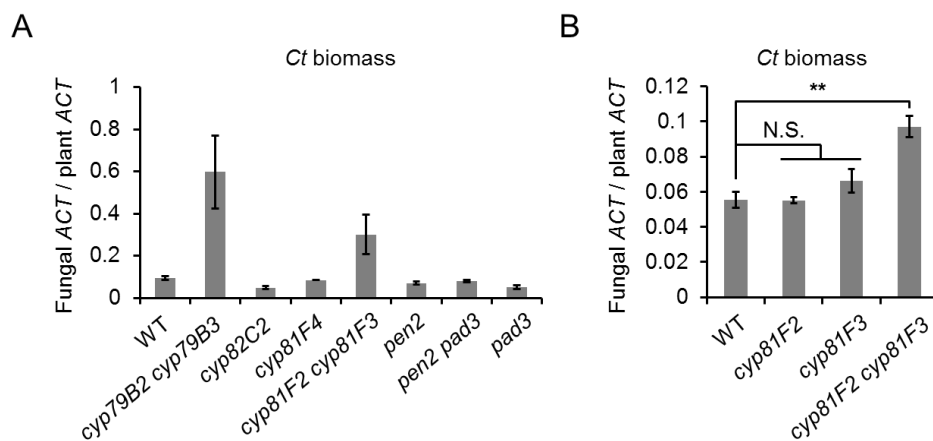 A
Ct biomass
Fungal ACT / plant ACT
1
0.8
0.6
0.4
0.2
0
WT
cyp79B2 cyp79B3
cyp82C2
cyp81F4
cyp81F2 cyp81F3
pen2
pen2 pad3
pad3
B
Ct biomass
Fungal ACT / plant ACT
0.12
0.1
0.08
0.06
0.04
0.02
0
**
N.S.
WT
cyp81F2
cyp81F3
cyp81F2 cyp81F3